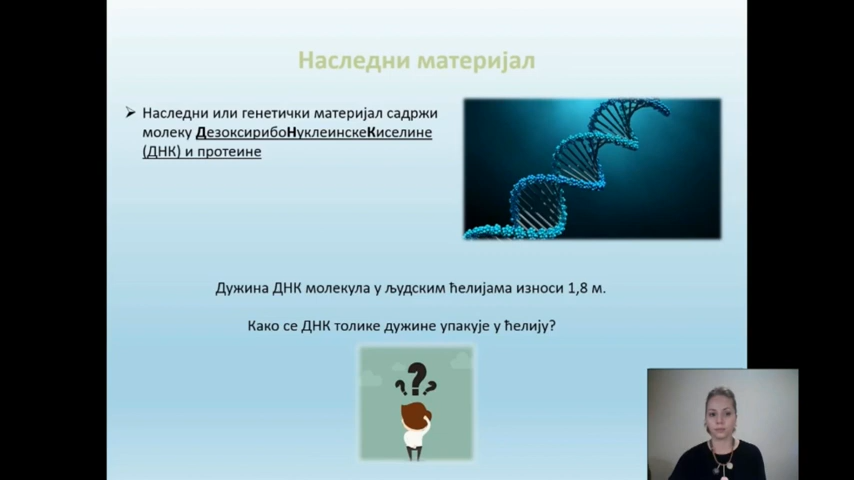 Наследни материјал
Наследни или генетички материјал садржи
молеку ДезоксирибоНуклеинскеКиселине
(ДНК) и протеине
Дужина ДНК молекула у људским ћелијама износи 1,8 м.
Како се ДНК толике дужине упакује у ћелију?